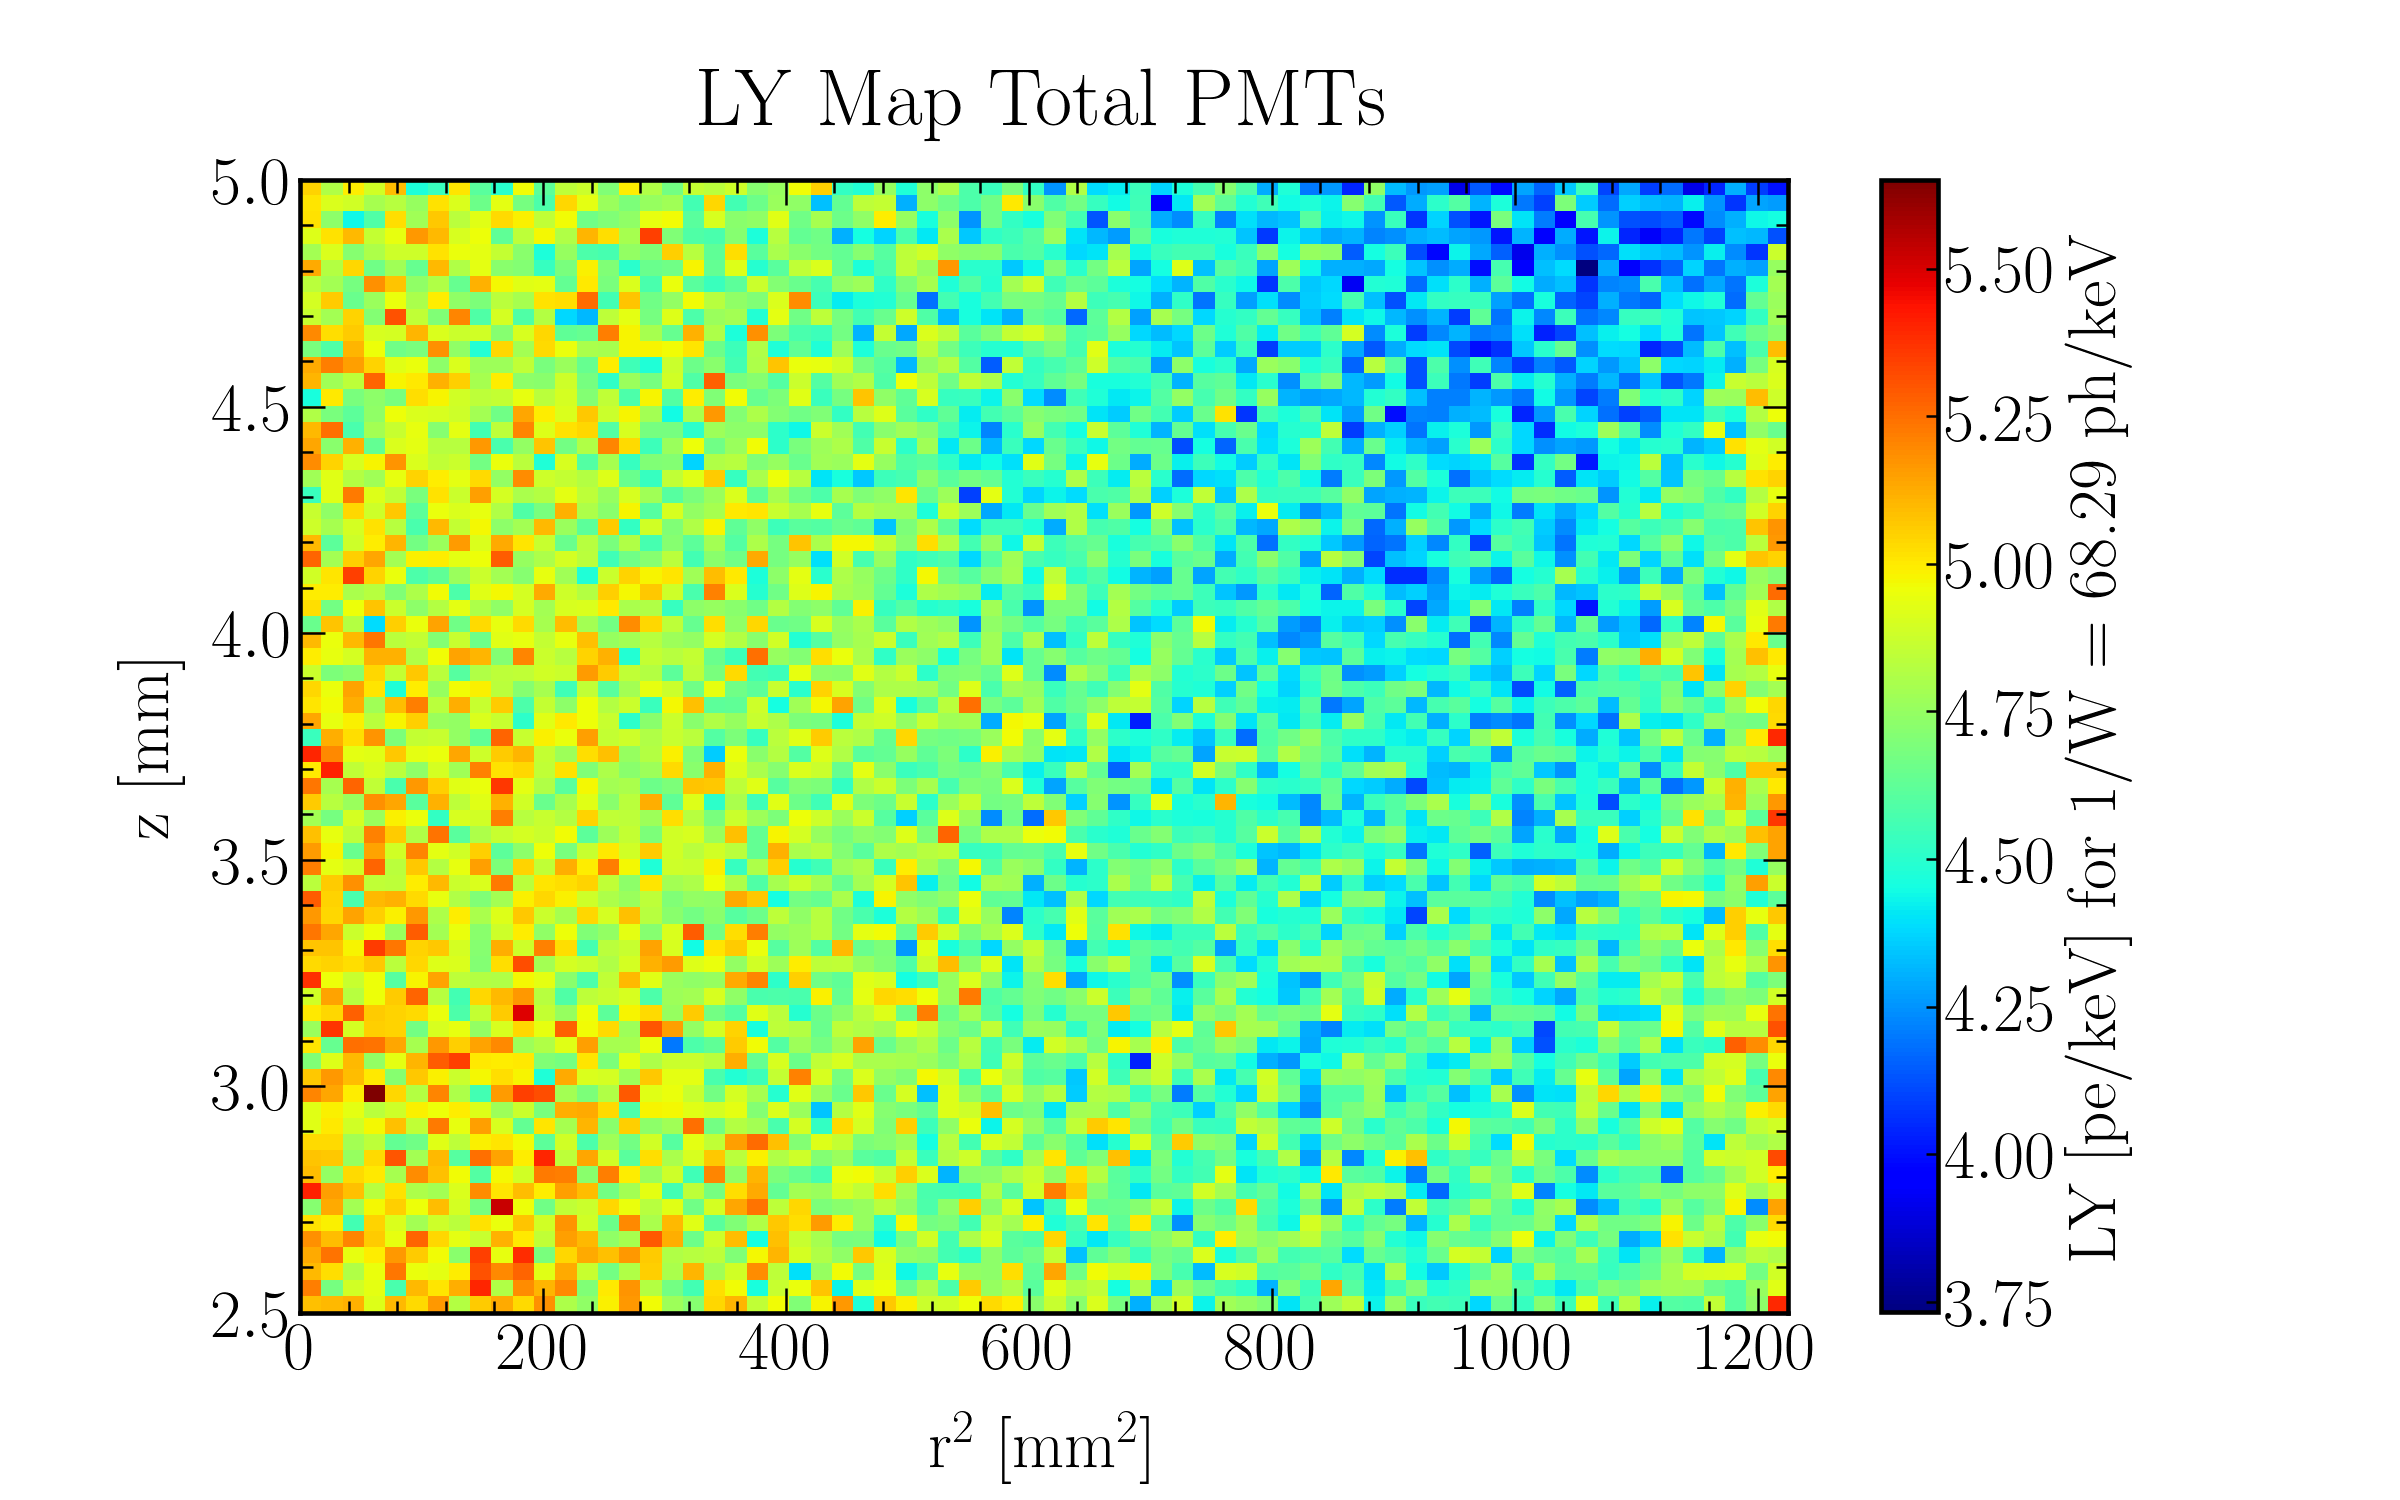 LY Map Total PMTs
5.0
4.5
4.0
3.5
3.0
2.5
z [mm]
0 200 400 600 800 1000 1200
r² [mm²]
5.50
5.25
5.00
4.75
4.50
4.25
4.00
3.75
LY [pe/keV] for 1/W = 68.29 ph/keV